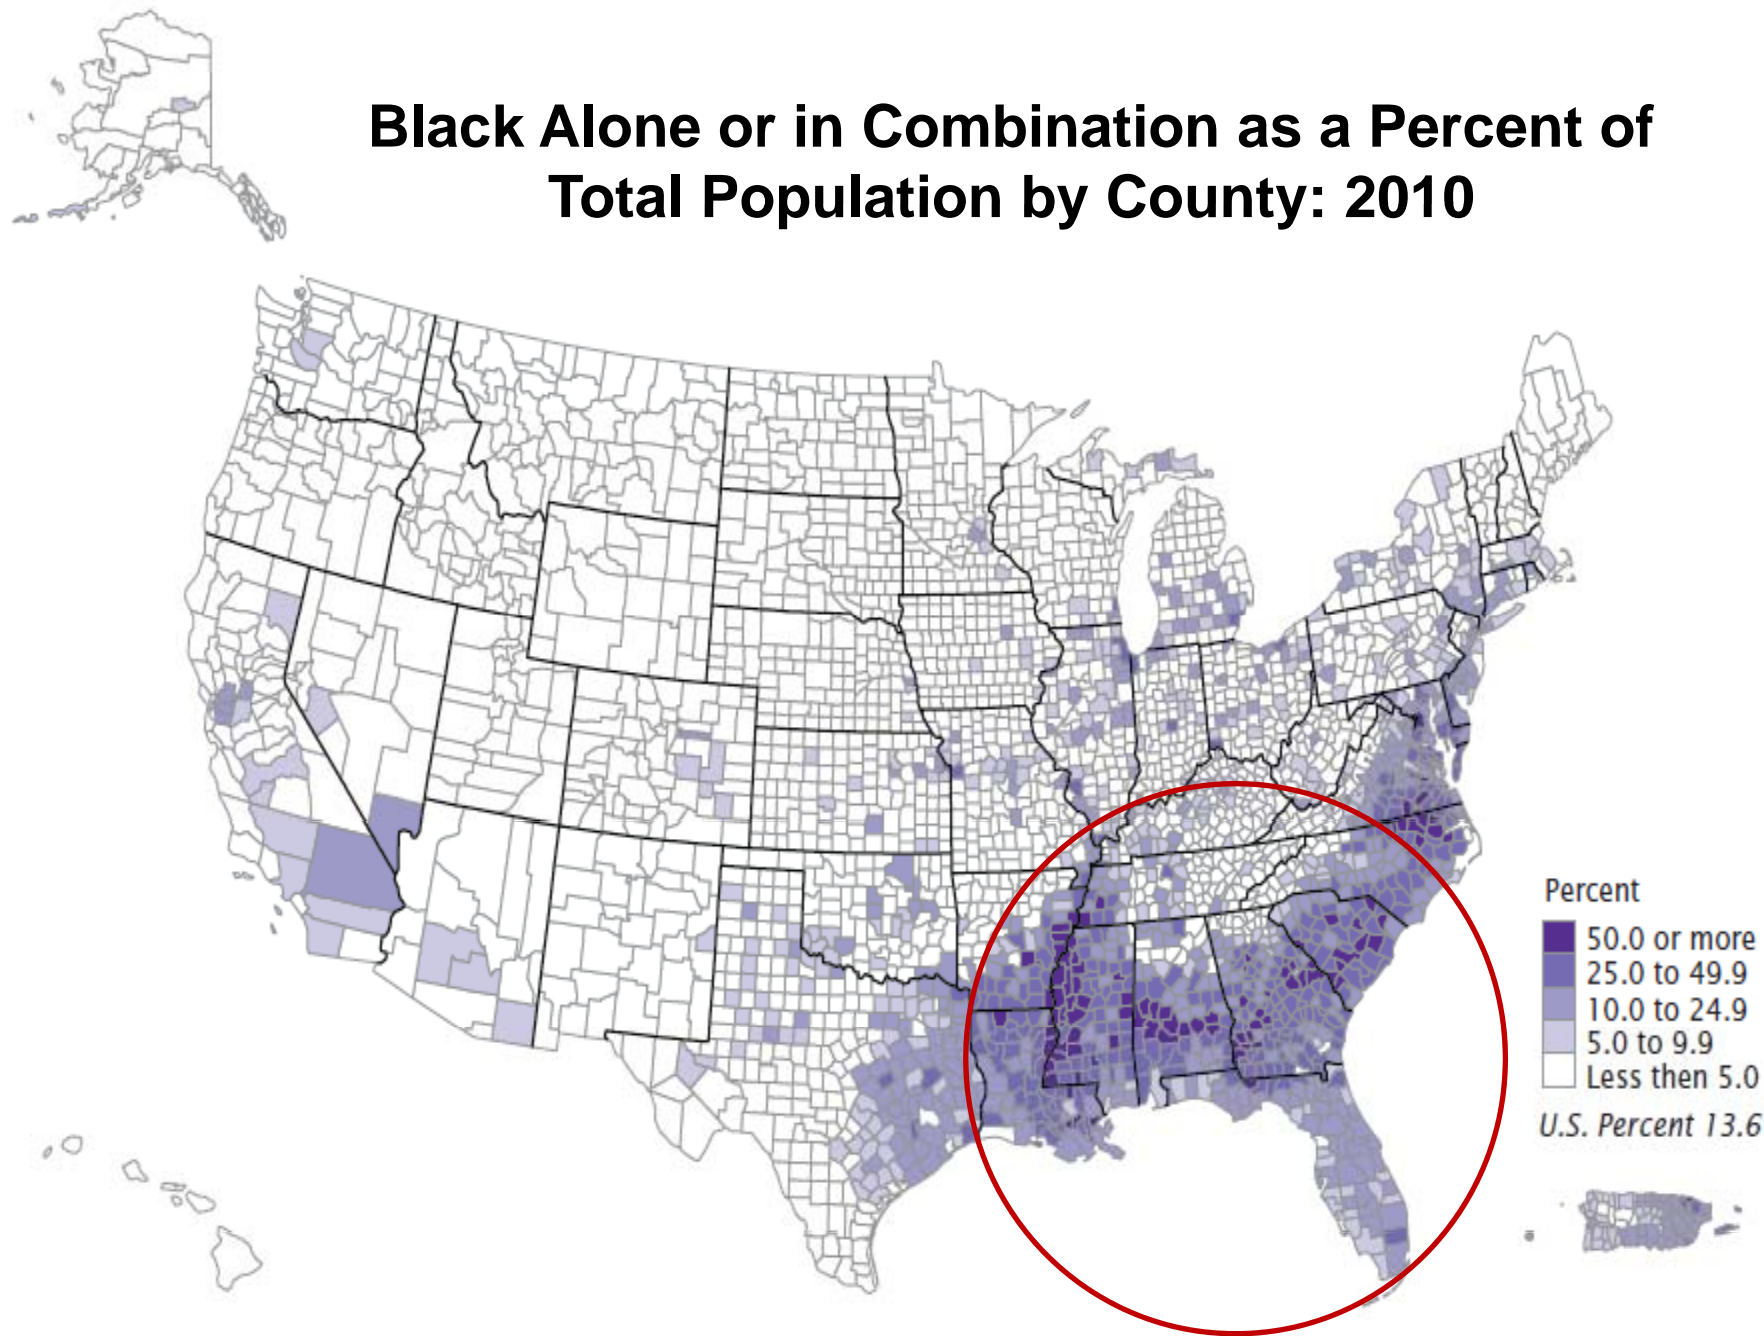 Black Alone or in Combination as a Percent of
Total Population by County: 2010
Percent
50.0 or more
25.0 to 49.9
10.0 to 24.9
5.0 to 9.9
Less then 5.0
U.S. Percent 13.6